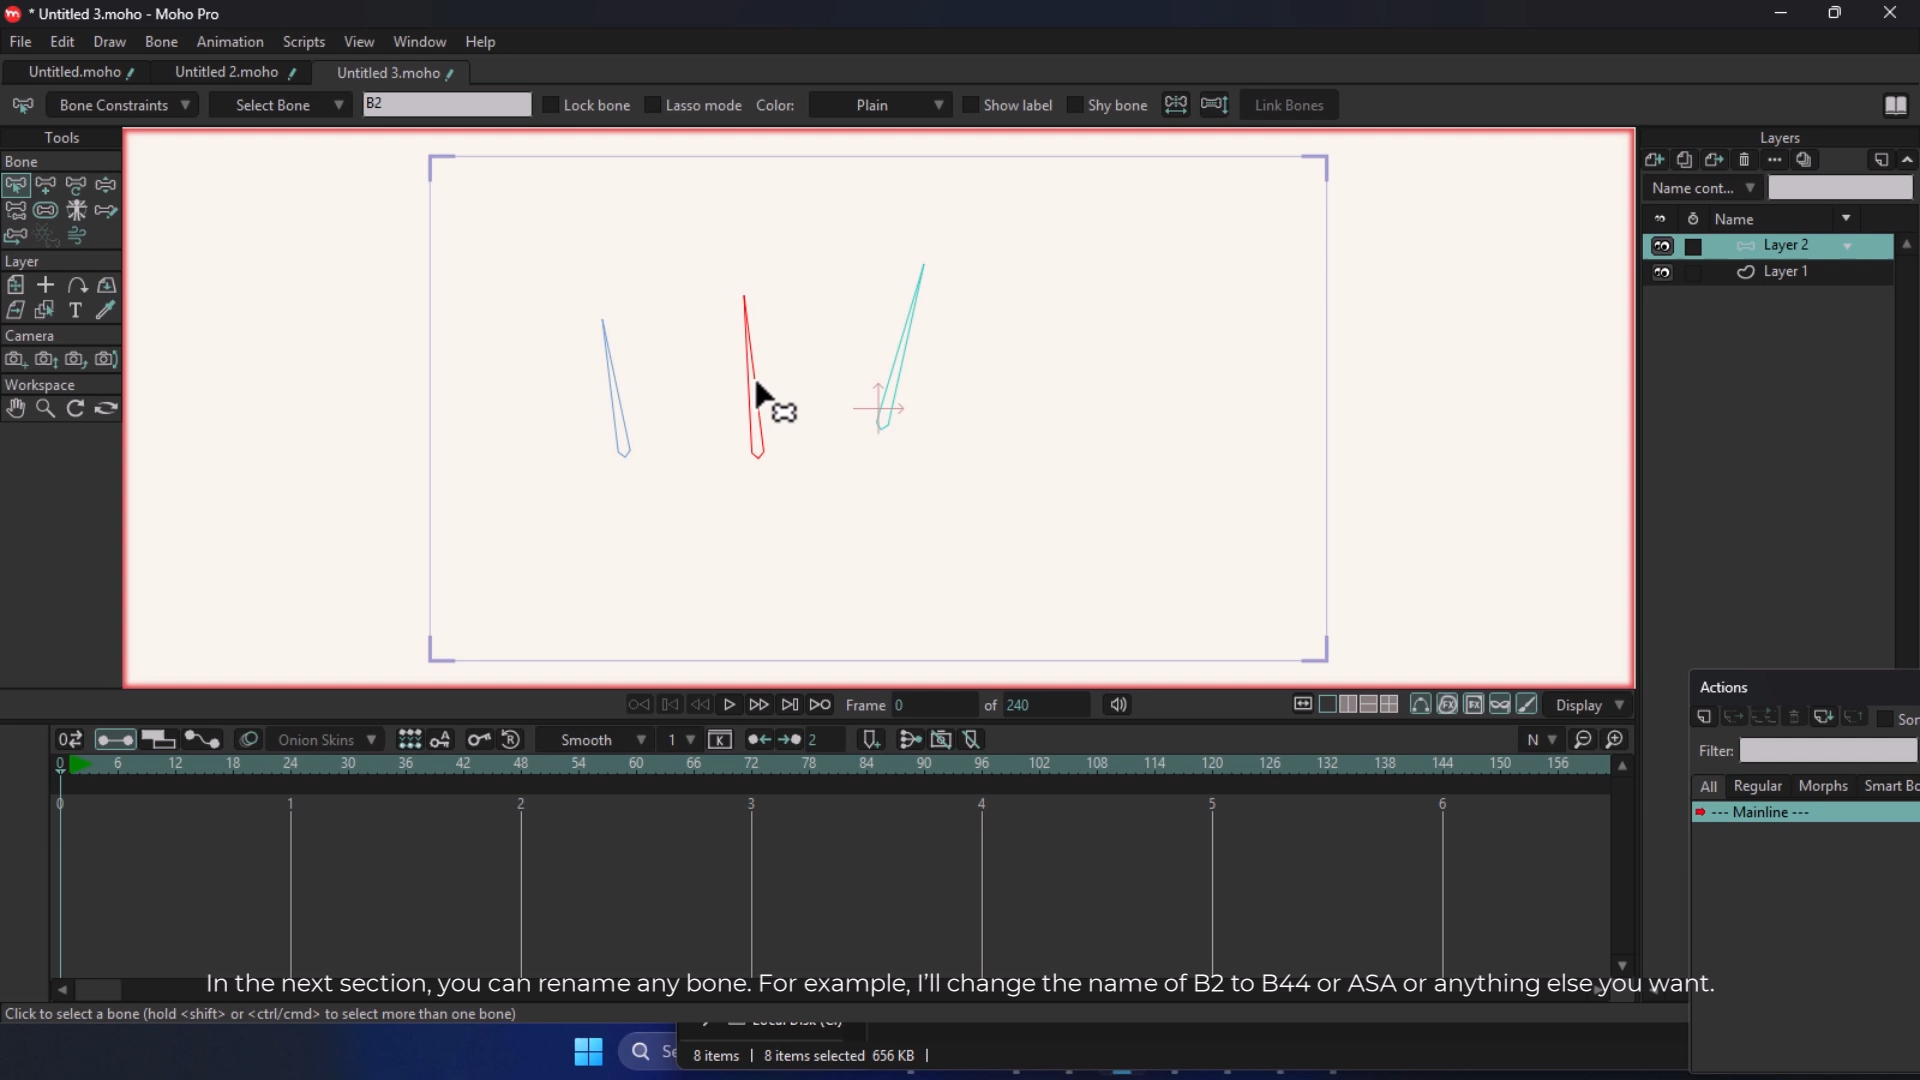 * Untitled 3.moho - Moho Pro
File Edit Draw Bone Animation Scripts View Window Help
Untitled.moho Untitled 2.moho Untitled 3.moho
Bone Constraints Select Bone B2 Lock bone Lasso mode Color: Plain Show label Shy bone Link Bones
Tools
Bone
Layer
T
Camera
Workspace
Layers
Name cont...
Name
Layer 2
Layer 1
Frame 0 of 240 Display
Onion Skins Smooth 1 K 2 N
0 6 12 18 24 30 36 42 48 54 60 66 72 78 84 90 96 102 108 114 120 126 132 138 144 150 156
0 1 2 3 4 5 6
Actions
Filter:
All Regular Morphs Smart Bo
--- Mainline ---
In the next section, you can rename any bone. For example, I'll change the name of B2 to B44 or ASA or anything else you want.
Click to select a bone (hold <shift> or <ctrl/cmd> to select more than one bone)
8 items 8 items selected 656 KB